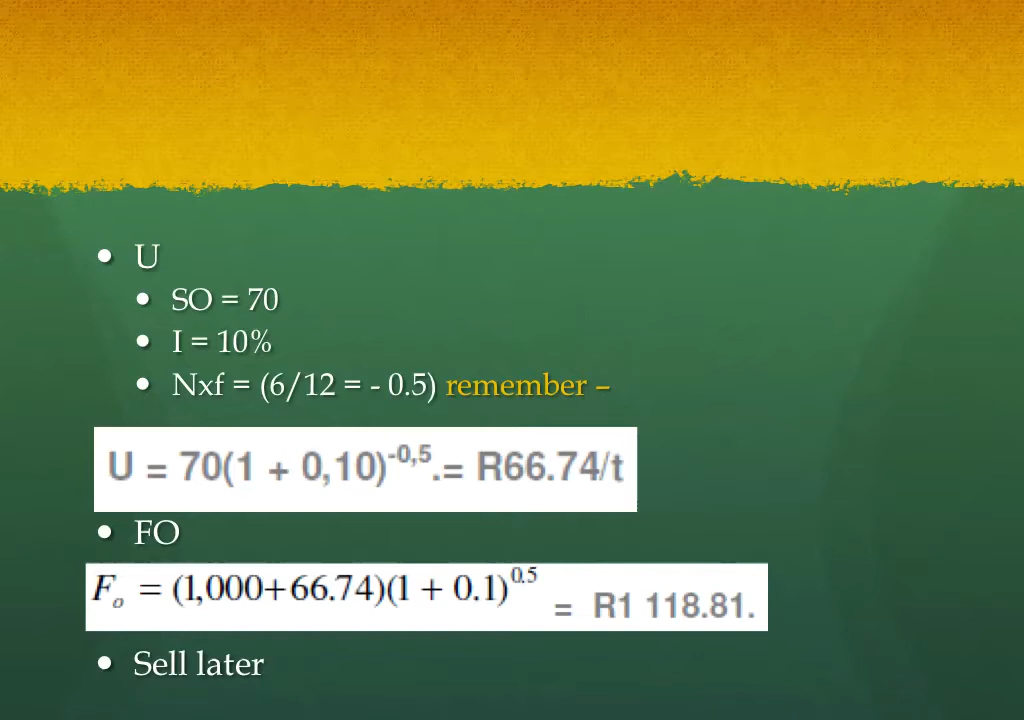 U
SO = 70
I = 10%
Nxf = (6/12 = - 0.5) remember –
U = 70(1 + 0,10)^-0,5.= R66.74/t
FO
F_o = (1,000+66.74)(1 + 0.1)^0.5 = R1 118.81.
Sell later